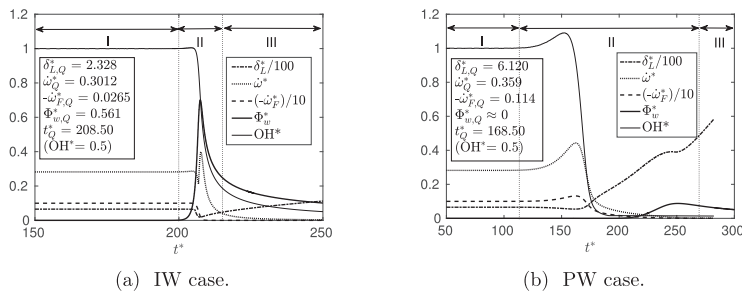 1.2
1
0.8
0.6
0.4
0.2
0
I
II
III
δ*L,Q = 2.328
ω̇*Q = 0.3012
-ω̇*F,Q = 0.0265
Φ*w,Q = 0.561
t*Q = 208.50
(OH* = 0.5)
δ*L/100
ω̇*
(-ω̇*F)/10
Φ*w
OH*
150
200
250
t*
(a) IW case.
1.2
1
0.8
0.6
0.4
0.2
0
I
II
III
δ*L,Q = 6.120
ω̇*Q = 0.359
-ω̇*F,Q = 0.114
Φ*w,Q ≈ 0
t*Q = 168.50
(OH* = 0.5)
δ*L/100
ω̇*
(-ω̇*F)/10
Φ*w
OH*
50
100
150
200
250
300
t*
(b) PW case.